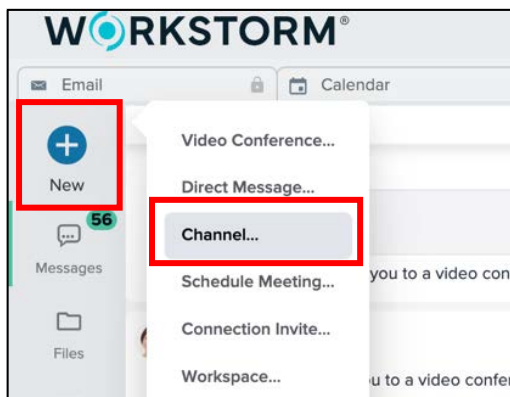 WORKSTORM®
Email
Calendar
Video Conference...
New
Direct Message...
56
Channel...
Messages
Schedule Meeting...
you to a video con
Connection Invite...
Files
Workspace...
u to a video confe